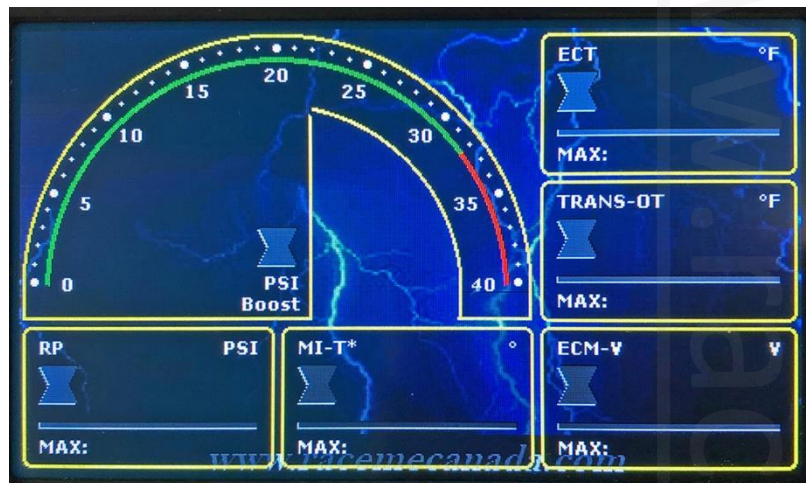 0
5
10
15
20
25
30
35
40
PSI
Boost
ECT °F
MAX:
TRANS-OT °F
MAX:
RP PSI
MAX:
MI-T* °
MAX:
ECM-V V
MAX:
www.racemecanada.com
w.rac